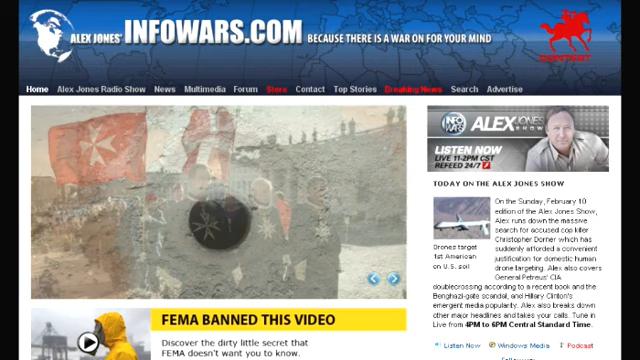 ALEX JONES' INFOWARS.COM BECAUSE THERE IS A WAR ON FOR YOUR MIND
CONTEST
Home Alex Jones Radio Show News Multimedia Forum Store Contact Top Stories Breaking News Search Advertise
INFO WARS ALEX JONES SHOW
LISTEN NOW
LIVE 11-2PM CST
REFEED 24/7
TODAY ON THE ALEX JONES SHOW
On the Sunday, February 10
edition of the Alex Jones Show,
Alex runs down the massive
search for accused cop killer
Christopher Dorner which has
suddenly afforded a convenient
justification for domestic human
drone targeting. Alex also covers
General Petreus' CIA
Drones target
1st American
on U.S. soil
doublecrossing according to a recent book and the
Benghazi-gate scandal, and Hillary Clinton's
emergent media popularity. Alex also breaks down
other major headlines and takes your calls. Tune in
Live from 4PM to 6PM Central Standard Time.
Listen Now Windows Media Podcast
FEMA BANNED THIS VIDEO
Discover the dirty little secret that
FEMA doesn't want you to know.